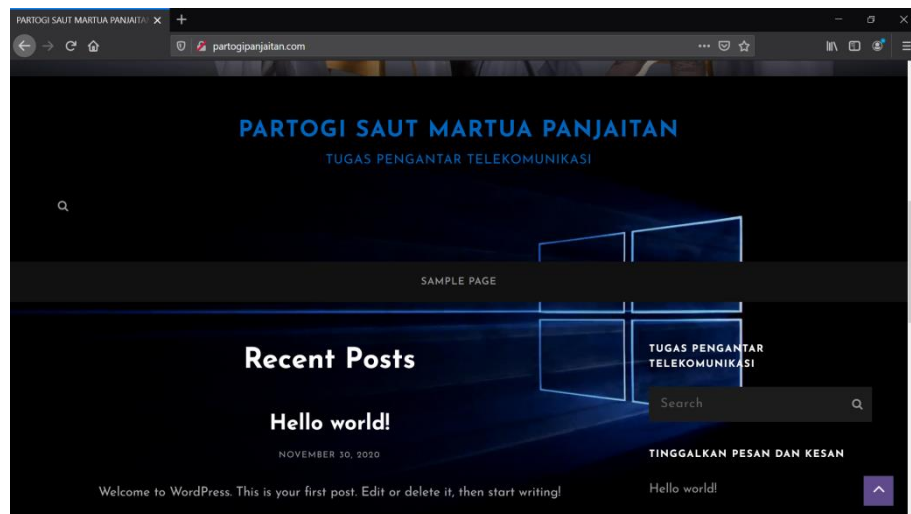 PARTOGI SAUT MARTUA PANJAITA
partogipanjaitan.com
PARTOGI SAUT MARTUA PANJAITAN
TUGAS PENGANTAR TELEKOMUNIKASI
SAMPLE PAGE
Recent Posts
Hello world!
NOVEMBER 30, 2020
Welcome to WordPress. This is your first post. Edit or delete it, then start writing!
TUGAS PENGANTAR
TELEKOMUNIKASI
Search
TINGGALKAN PESAN DAN KESAN
Hello world!